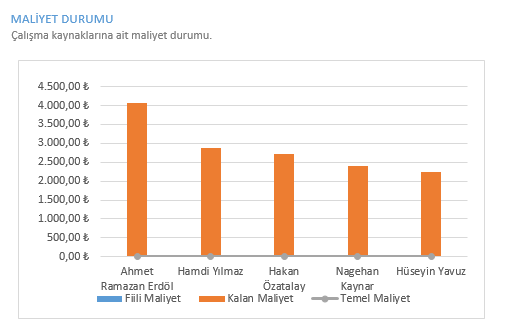 MALİYET DURUMU
Çalışma kaynaklarına ait maliyet durumu.
4.500,00 ₺
4.000,00 ₺
3.500,00 ₺
3.000,00 ₺
2.500,00 ₺
2.000,00 ₺
1.500,00 ₺
1.000,00 ₺
500,00 ₺
0,00 ₺
Ahmet Hamdi Yılmaz Hakan Nagehan Hüseyin Yavuz
Ramazan Erdöl Özatalay Kaynar
Fiili Maliyet Kalan Maliyet Temel Maliyet